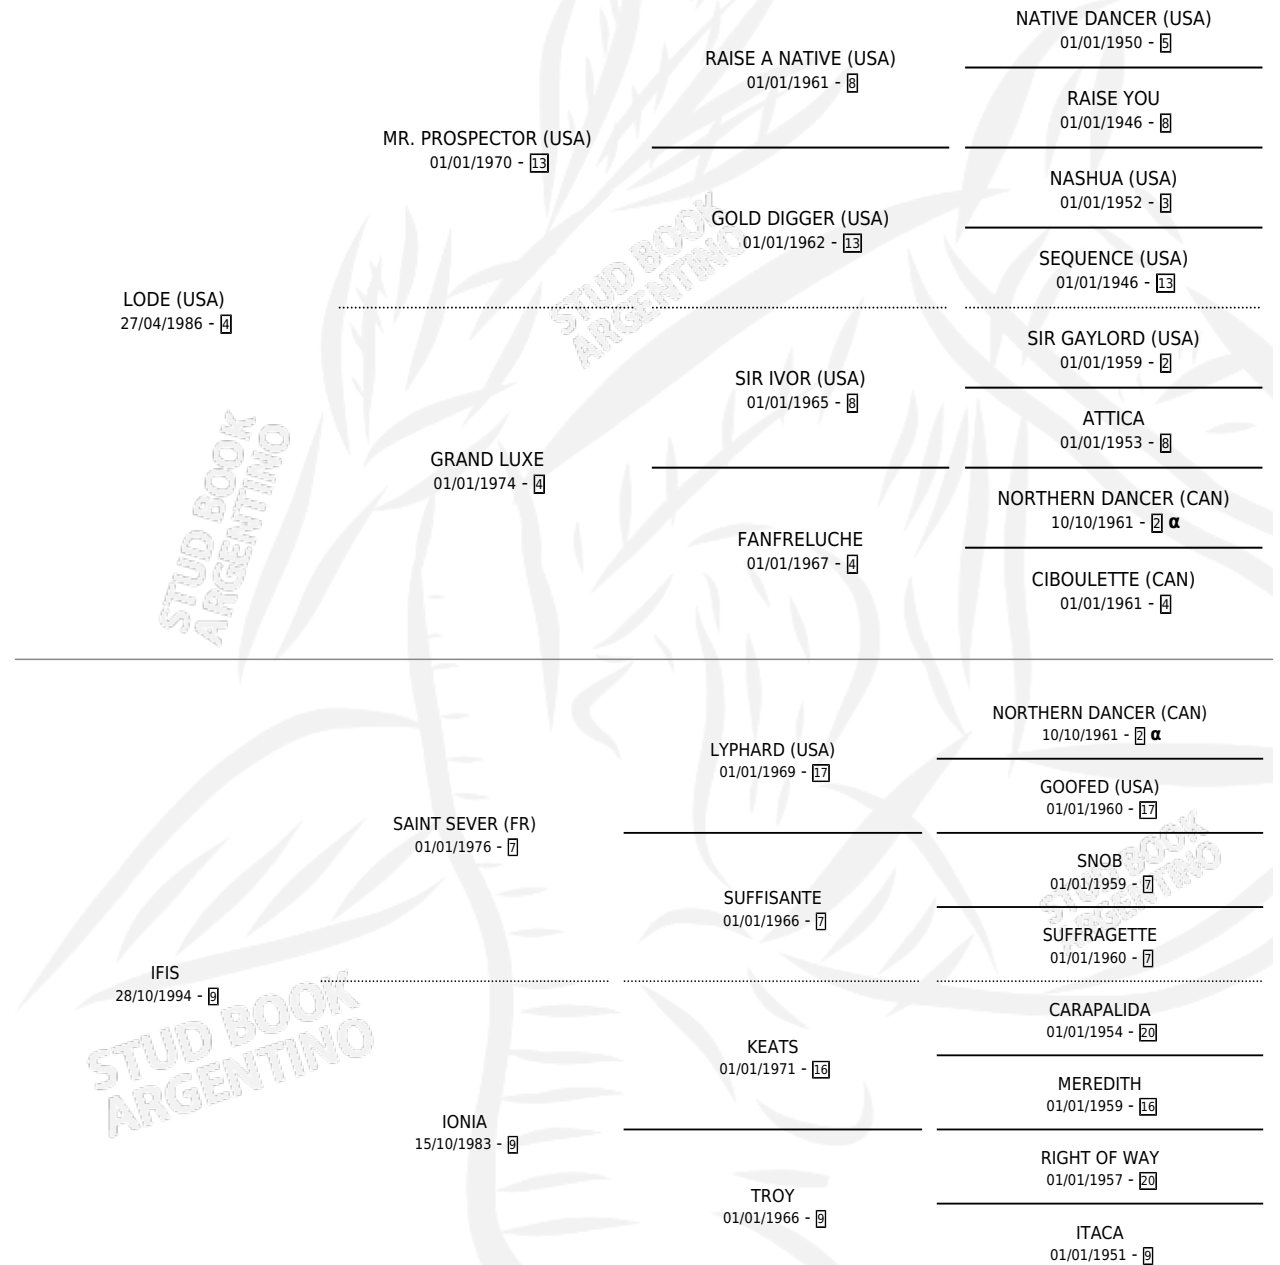 NATIVE DANCER (USA)
01/01/1950 - 5
RAISE A NATIVE (USA)
01/01/1961 - 8
RAISE YOU
01/01/1946 - 8
MR. PROSPECTOR (USA)
01/01/1970 - 13
NASHUA (USA)
01/01/1952 - 3
GOLD DIGGER (USA)
01/01/1962 - 13
SEQUENCE (USA)
01/01/1946 - 13
LODE (USA)
27/04/1986 - 4
SIR GAYLORD (USA)
01/01/1959 - 2
SIR IVOR (USA)
01/01/1965 - 8
ATTICA
01/01/1953 - 8
GRAND LUXE
01/01/1974 - 4
NORTHERN DANCER (CAN)
10/10/1961 - 2 α
FANFRELUCHE
01/01/1967 - 4
CIBOULETTE (CAN)
01/01/1961 - 4
NORTHERN DANCER (CAN)
10/10/1961 - 2 α
LYPHARD (USA)
01/01/1969 - 17
GOOFED (USA)
01/01/1960 - 17
SAINT SEVER (FR)
01/01/1976 - 7
SNOB
01/01/1959 - 7
SUFFISANTE
01/01/1966 - 7
SUFFRAGETTE
01/01/1960 - 7
IFIS
28/10/1994 - 9
CARAPALIDA
01/01/1954 - 20
KEATS
01/01/1971 - 16
MEREDITH
01/01/1959 - 16
IONIA
15/10/1983 - 9
RIGHT OF WAY
01/01/1957 - 20
TROY
01/01/1966 - 9
ITACA
01/01/1951 - 9
STUD BOOK
ARGENTINO
STUD BOOK
ARGENTINO
STUD BOOK
ARGENTINO
STUD BOOK
ARGENTINO